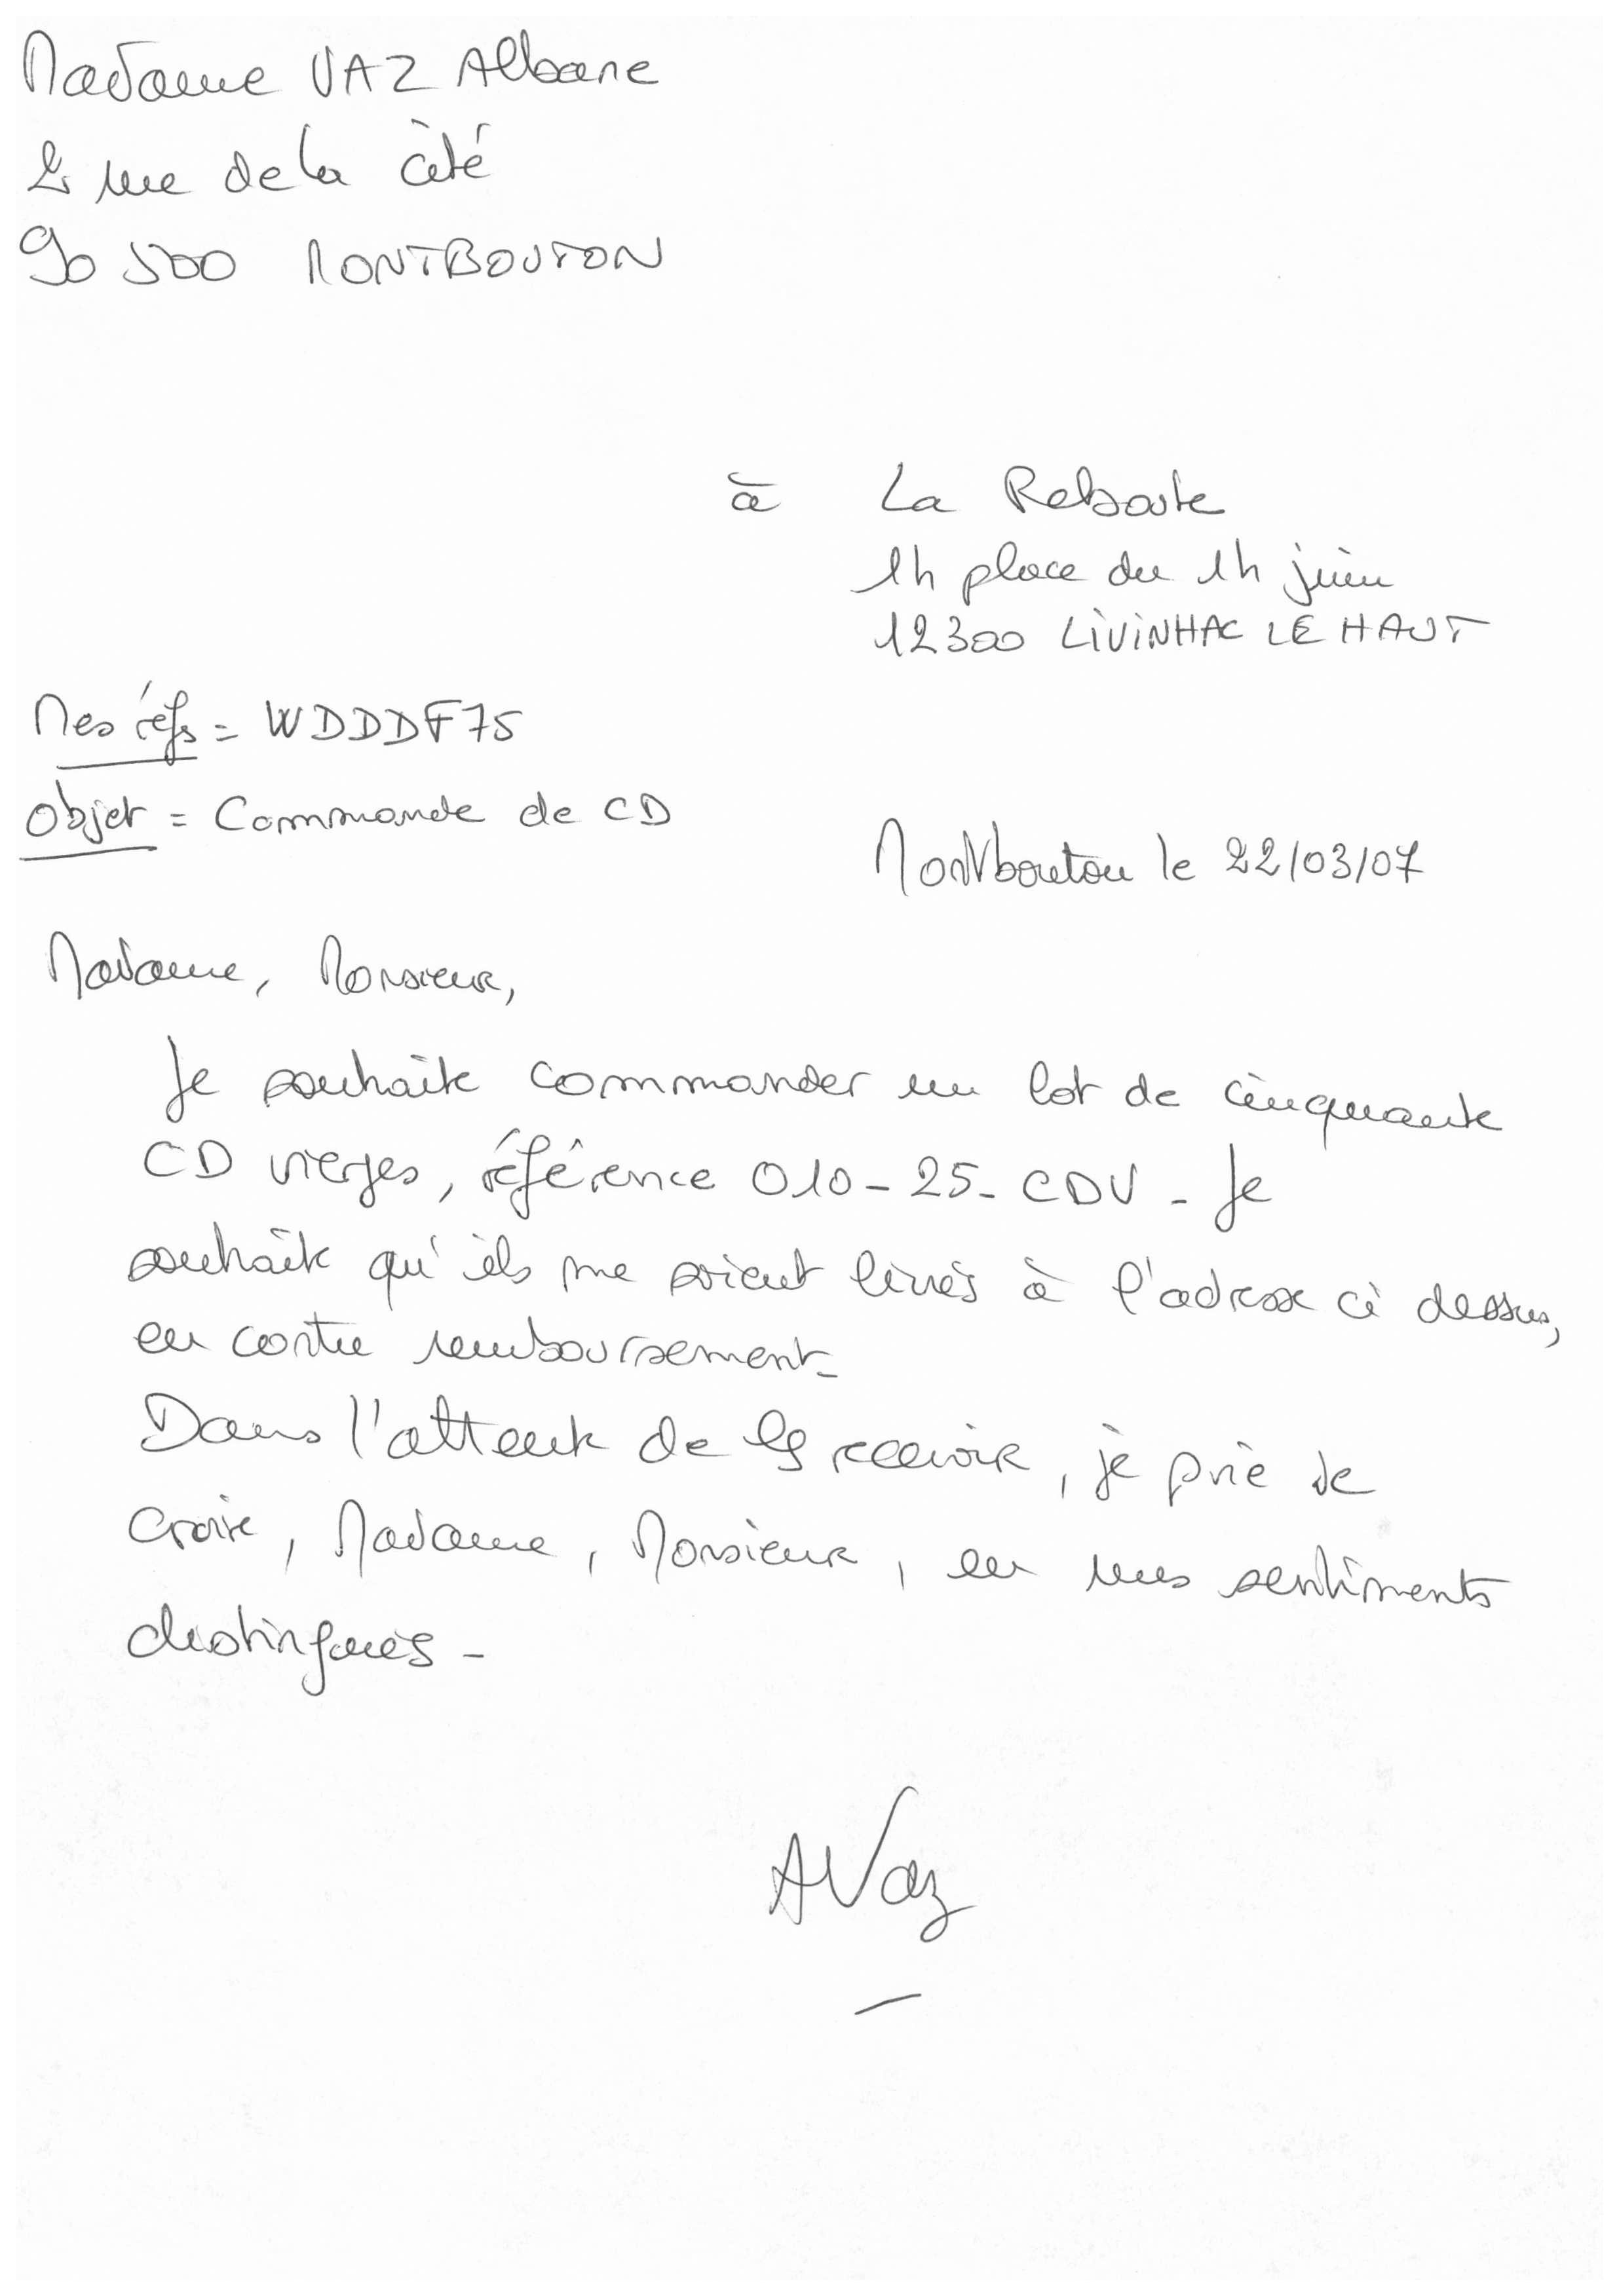 Madame VAZ Albane
2 rue de la cité
90 500 MONTBOUTON
à La Reboute
14 place du 14 juin
12300 LIVINHAC LE HAUT
Mes réfs = WDDDF75
Objet = Commande de CD
Montbouton le 22/03/07
Madame, Monsieur,
Je souhaite commander un lot de cinquante
CD vierges, référence 010-25-CDV. Je
souhaite qu'ils me soient livrés à l'adresse ci dessus,
en contre remboursement.
Dans l'attente de les recevoir, je prie de
croire, Madame, Monsieur, en mes sentiments
distingués.
AVaz